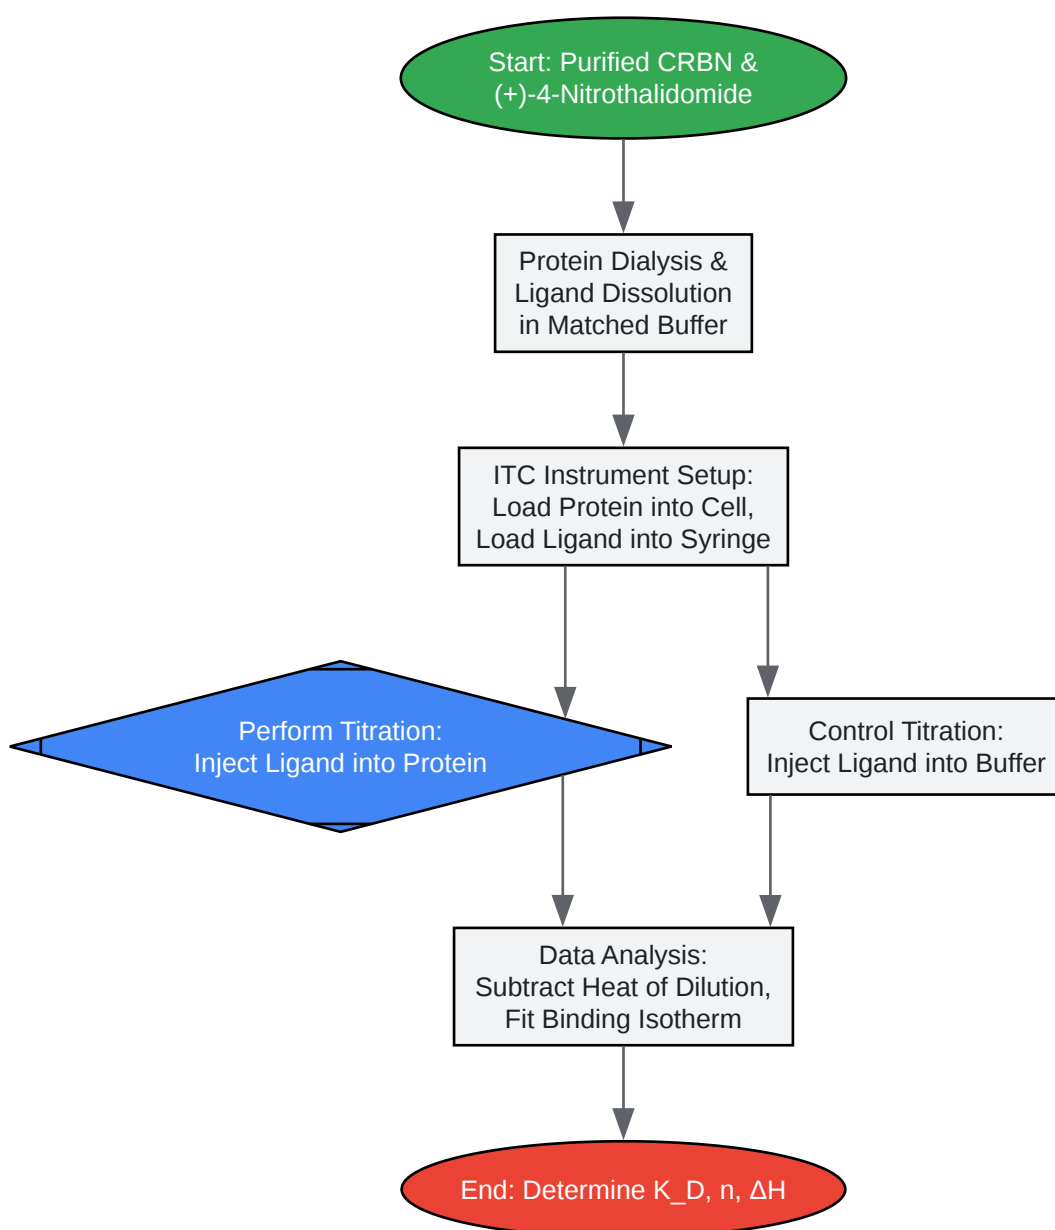 Start: Purified CRBN &
(+)-4-Nitrothalidomide
Protein Dialysis &
Ligand Dissolution
in Matched Buffer
ITC Instrument Setup:
Load Protein into Cell,
Load Ligand into Syringe
Perform Titration:
Inject Ligand into Protein
Control Titration:
Inject Ligand into Buffer
Data Analysis:
Subtract Heat of Dilution,
Fit Binding Isotherm
End: Determine K_D, n, ΔH